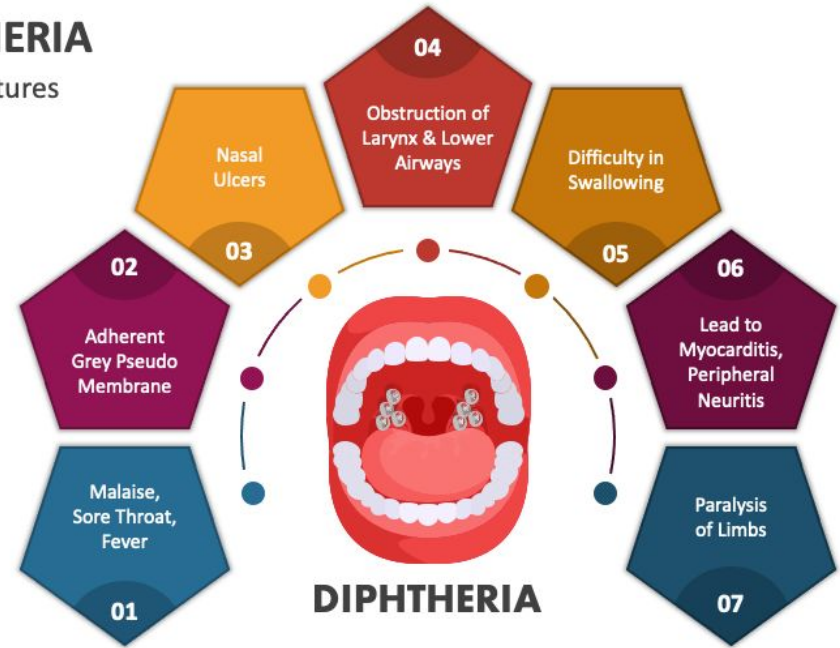 HERIA
tures
04
Obstruction of
Larynx & Lower
Airways
Nasal
Ulcers
03
Difficulty in
Swallowing
05
02
Adherent
Grey Pseudo
Membrane
06
Lead to
Myocarditis,
Peripheral
Neuritis
Malaise,
Sore Throat,
Fever
01
Paralysis
of Limbs
07
DIPHTHERIA